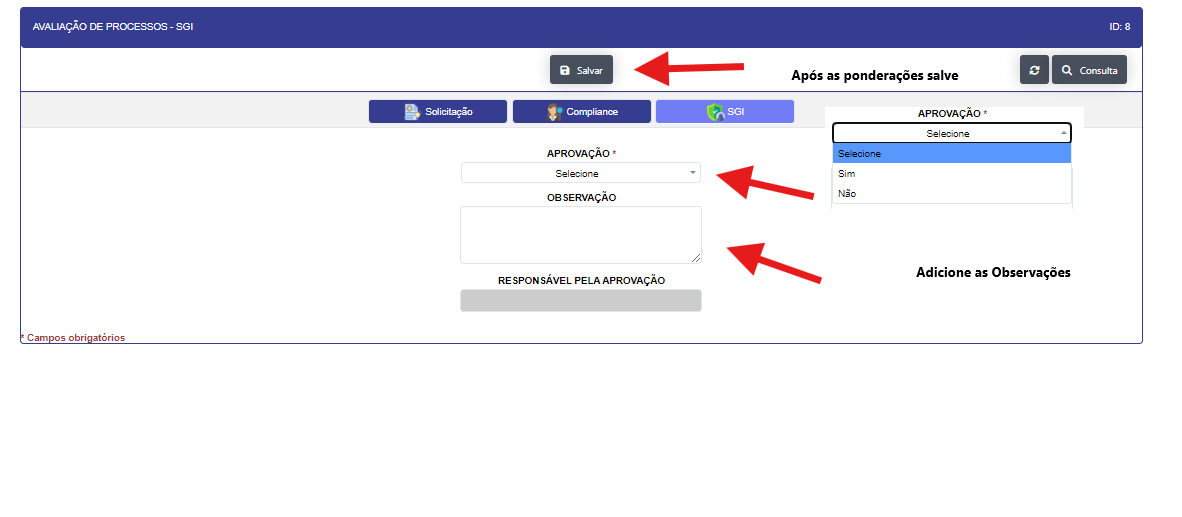 AVALIAÇÃO DE PROCESSOS - SGI
ID: 8
Salvar
Após as ponderações salve
Consulta
Solicitação
Compliance
SGI
APROVAÇÃO *
Selecione
Selecione
Sim
Não
APROVAÇÃO *
Selecione
OBSERVAÇÃO
Adicione as Observações
RESPONSÁVEL PELA APROVAÇÃO
* Campos obrigatórios